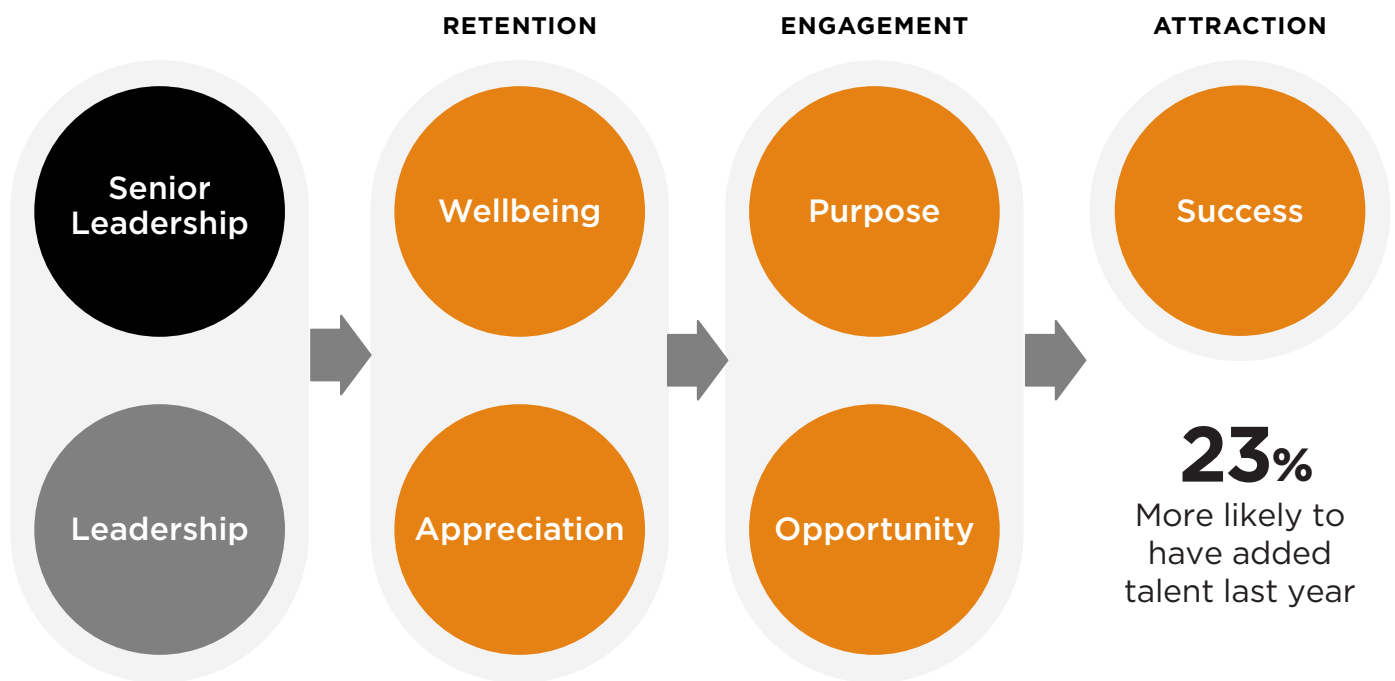 RETENTION
ENGAGEMENT
ATTRACTION
Senior
Leadership
Wellbeing
Purpose
Success
Leadership
Appreciation
Opportunity
23%
More likely to
have added
talent last year